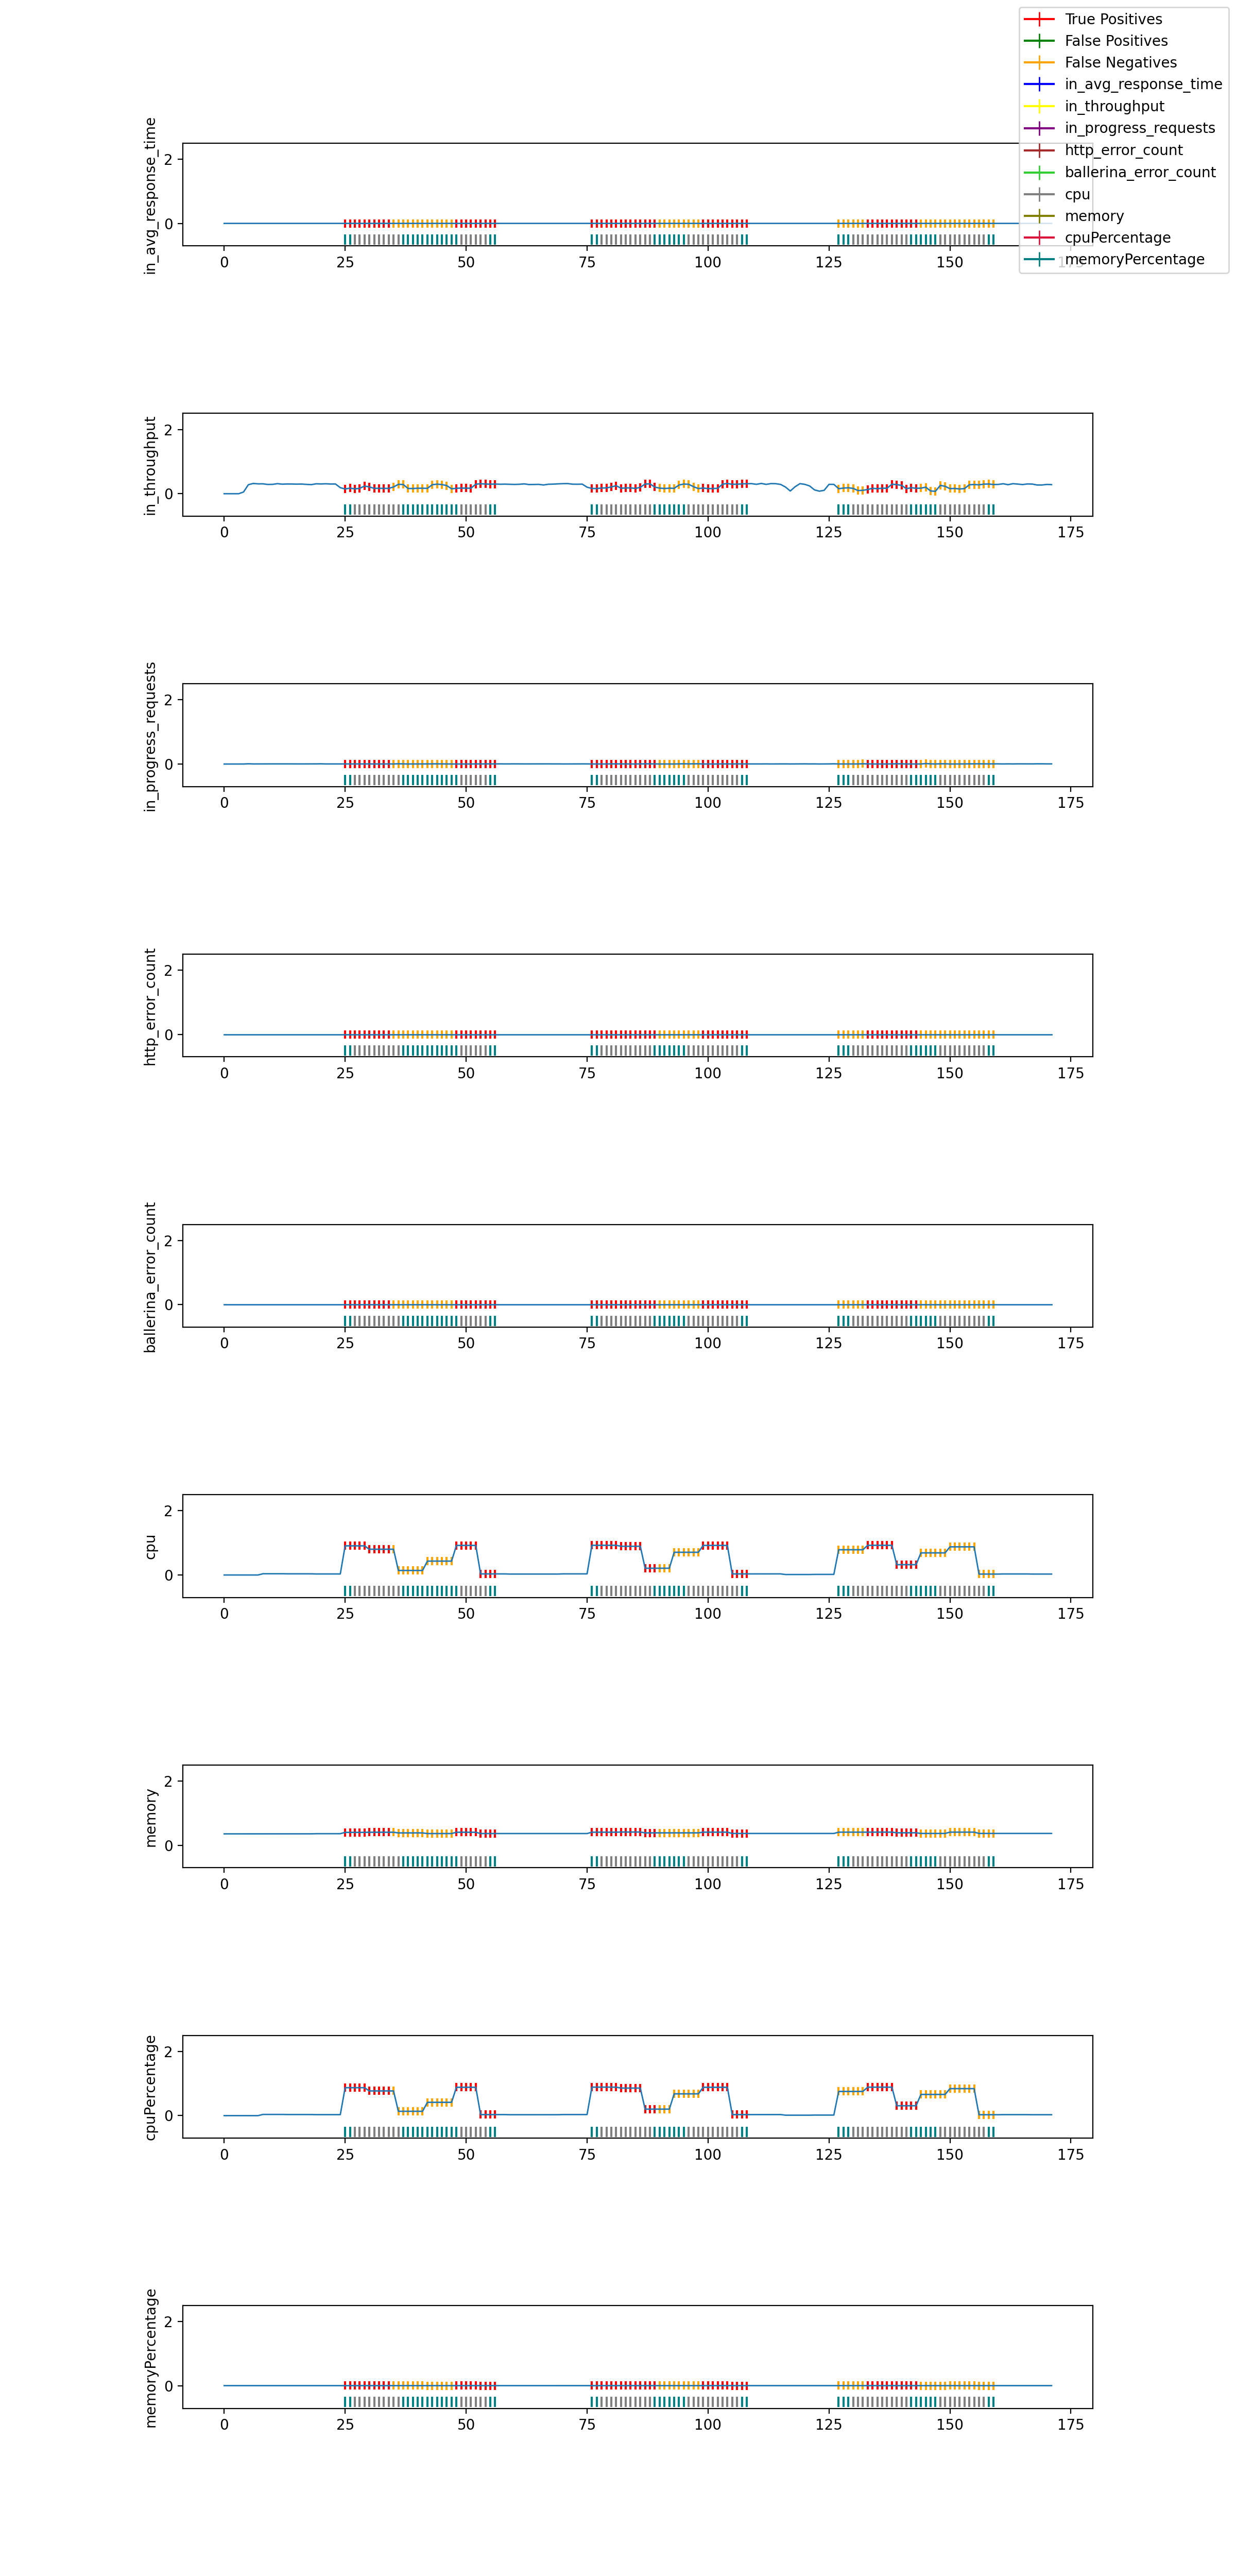 True Positives
False Positives
False Negatives
in_avg_response_time
in_throughput
in_progress_requests
http_error_count
ballerina_error_count
cpu
memory
cpuPercentage
memoryPercentage
in_avg_response_time
2
0
0 25 50 75 100 125 150 175
in_throughput
2
0
0 25 50 75 100 125 150 175
in_progress_requests
2
0
0 25 50 75 100 125 150 175
http_error_count
2
0
0 25 50 75 100 125 150 175
ballerina_error_count
2
0
0 25 50 75 100 125 150 175
cpu
2
0
0 25 50 75 100 125 150 175
memory
2
0
0 25 50 75 100 125 150 175
cpuPercentage
2
0
0 25 50 75 100 125 150 175
memoryPercentage
2
0
0 25 50 75 100 125 150 175